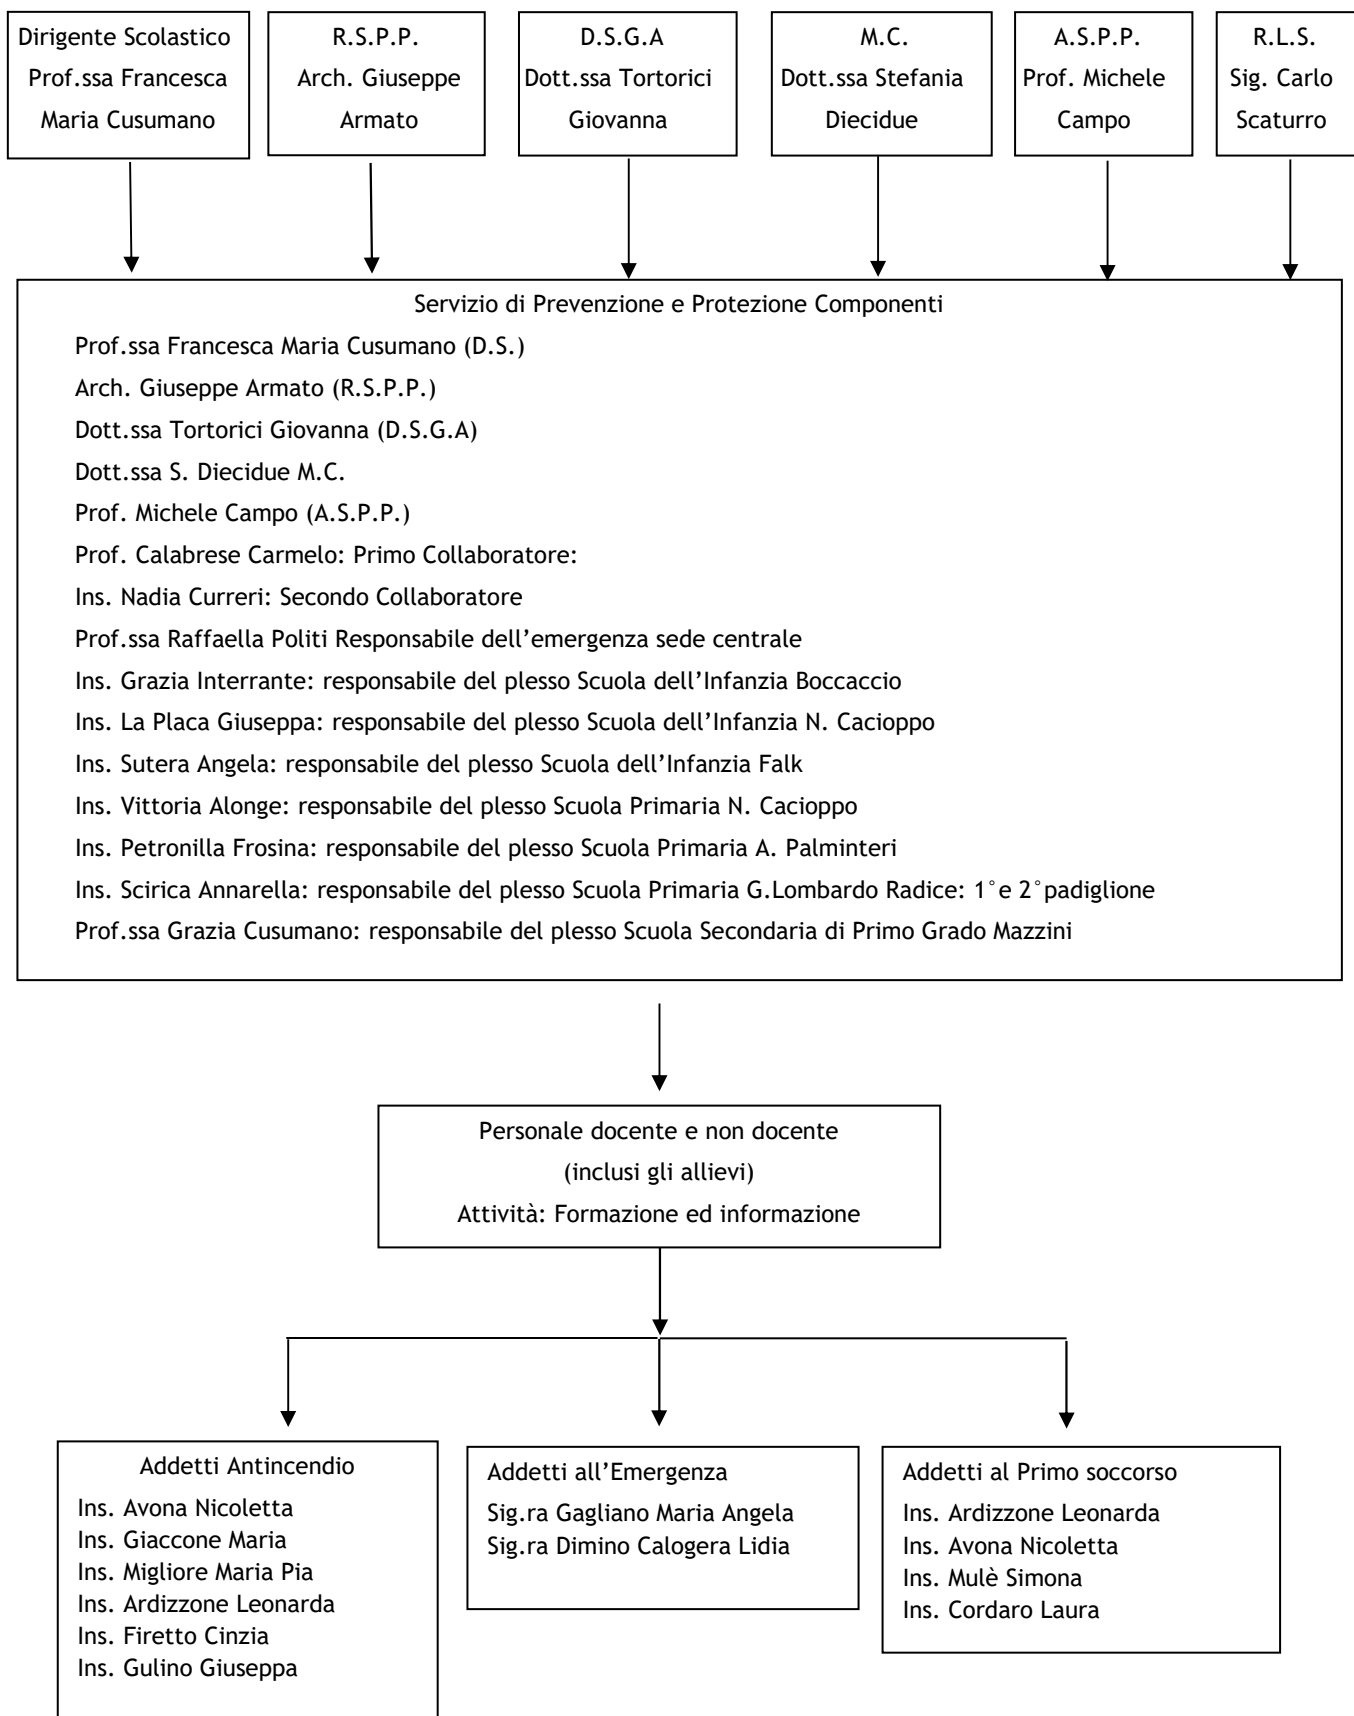 Dirigente Scolastico
Prof.ssa Francesca
Maria Cusumano
R.S.P.P.
Arch. Giuseppe
Armato
D.S.G.A
Dott.ssa Tortorici
Giovanna
M.C.
Dott.ssa Stefania
Diecidue
A.S.P.P.
Prof. Michele
Campo
R.L.S.
Sig. Carlo
Scaturro
Servizio di Prevenzione e Protezione Componenti
Prof.ssa Francesca Maria Cusumano (D.S.)
Arch. Giuseppe Armato (R.S.P.P.)
Dott.ssa Tortorici Giovanna (D.S.G.A)
Dott.ssa S. Diecidue M.C.
Prof. Michele Campo (A.S.P.P.)
Prof. Calabrese Carmelo: Primo Collaboratore:
Ins. Nadia Curreri: Secondo Collaboratore
Prof.ssa Raffaella Politi Responsabile dell’emergenza sede centrale
Ins. Grazia Interrante: responsabile del plesso Scuola dell’Infanzia Boccaccio
Ins. La Placa Giuseppa: responsabile del plesso Scuola dell’Infanzia N. Cacioppo
Ins. Sutera Angela: responsabile del plesso Scuola dell’Infanzia Falk
Ins. Vittoria Alonge: responsabile del plesso Scuola Primaria N. Cacioppo
Ins. Petronilla Frosina: responsabile del plesso Scuola Primaria A. Palminteri
Ins. Scirica Annarella: responsabile del plesso Scuola Primaria G.Lombardo Radice: 1°e 2°padiglione
Prof.ssa Grazia Cusumano: responsabile del plesso Scuola Secondaria di Primo Grado Mazzini
Personale docente e non docente
(inclusi gli allievi)
Attività: Formazione ed informazione
Addetti Antincendio
Ins. Avona Nicoletta
Ins. Giaccone Maria
Ins. Migliore Maria Pia
Ins. Ardizzone Leonarda
Ins. Firetto Cinzia
Ins. Gulino Giuseppa
Addetti all’Emergenza
Sig.ra Gagliano Maria Angela
Sig.ra Dimino Calogera Lidia
Addetti al Primo soccorso
Ins. Ardizzone Leonarda
Ins. Avona Nicoletta
Ins. Mulè Simona
Ins. Cordaro Laura